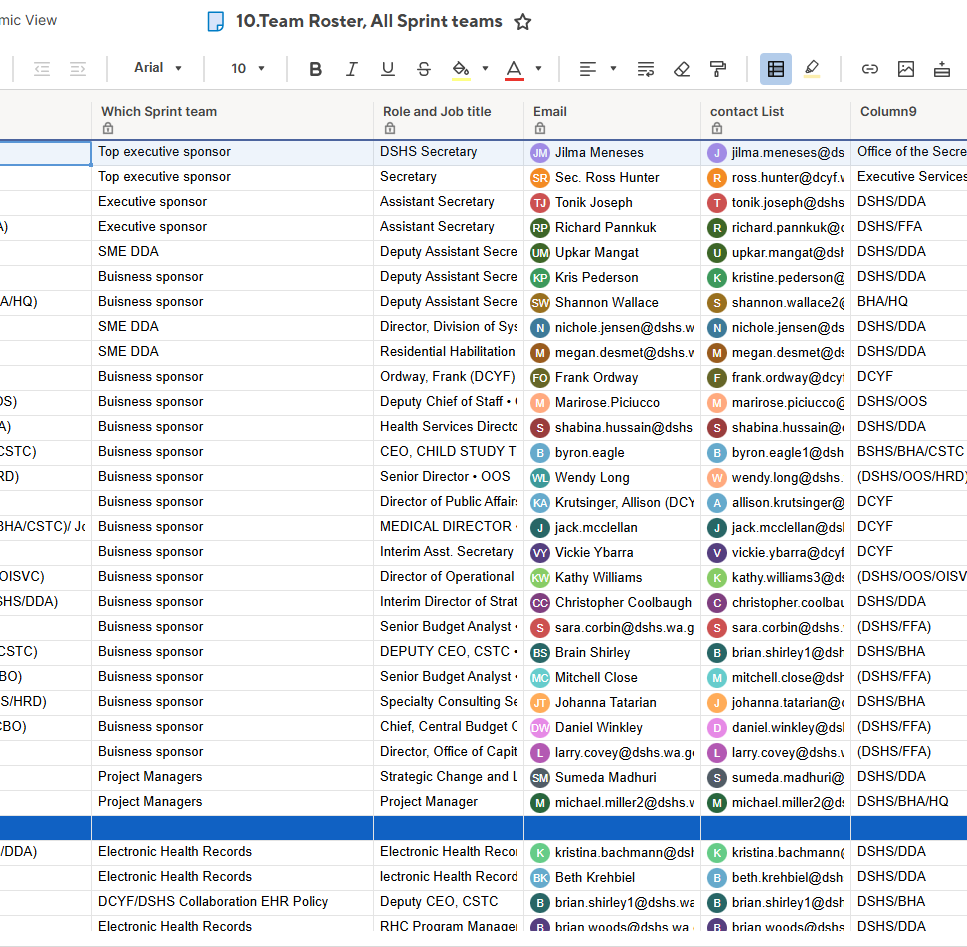 mic View
10.Team Roster, All Sprint teams
Arial 10
Which Sprint team Role and Job title Email contact List Column9
Top executive sponsor DSHS Secretary JM Jilma Meneses J jilma.meneses@ds Office of the Secre
Top executive sponsor Secretary SR Sec. Ross Hunter R ross.hunter@dcyf.w Executive Services
Executive sponsor Assistant Secretary TJ Tonik Joseph T tonik.joseph@dshs DSHS/DDA
A) Executive sponsor Assistant Secretary RP Richard Pannkuk R richard.pannkuk@d DSHS/FFA
SME DDA Deputy Assistant Secre UM Upkar Mangat U upkar.mangat@dsh DSHS/DDA
Buisness sponsor Deputy Assistant Secre KP Kris Pederson K kristine.pederson@ DSHS/DDA
A/HQ) Buisness sponsor Deputy Assistant Secre SW Shannon Wallace S shannon.wallace2@ BHA/HQ
SME DDA Director, Division of Sys N nichole.jensen@dshs.w N nichole.jensen@ds DSHS/DDA
SME DDA Residential Habilitation M megan.desmet@dshs.w M megan.desmet@ds DSHS/DDA
Buisness sponsor Ordway, Frank (DCYF) FO Frank Ordway F frank.ordway@dcyf DCYF
OS) Buisness sponsor Deputy Chief of Staff • M Marirose.Piciucco M marirose.piciucco@ DSHS/OOS
A) Buisness sponsor Health Services Directo S shabina.hussain@dshs S shabina.hussain@ DSHS/DDA
CSTC) Buisness sponsor CEO, CHILD STUDY T B byron.eagle B byron.eagle1@dsh BSHS/BHA/CSTC
RD) Buisness sponsor Senior Director • OOS WL Wendy Long W wendy.long@dshs. (DSHS/OOS/HRD)
Buisness sponsor Director of Public Affairs KA Krutsinger, Allison (DCY A allison.krutsinger@ DCYF
BHA/CSTC)/ Jo Buisness sponsor MEDICAL DIRECTOR J jack.mcclellan J jack.mcclellan@dsl DCYF
Buisness sponsor Interim Asst. Secretary VY Vickie Ybarra V vickie.ybarra@dcyf DCYF
OISVC) Buisness sponsor Director of Operational KW Kathy Williams K kathy.williams3@ds (DSHS/OOS/OISV
SHS/DDA) Buisness sponsor Interim Director of Strat CC Christopher Coolbaugh C christopher.coolbau DSHS/DDA
Buisness sponsor Senior Budget Analyst • S sara.corbin@dshs.wa.g S sara.corbin@dshs. (DSHS/FFA)
CSTC) Buisness sponsor DEPUTY CEO, CSTC • BS Brain Shirley B brian.shirley1@dsh DSHS/BHA
BO) Buisness sponsor Senior Budget Analyst • MC Mitchell Close M mitchell.close@dsh (DSHS/FFA)
S/HRD) Buisness sponsor Specialty Consulting Se JT Johanna Tatarian J johanna.tatarian@d DSHS/BHA
CBO) Buisness sponsor Chief, Central Budget O DW Daniel Winkley D daniel.winkley@ds (DSHS/FFA)
Buisness sponsor Director, Office of Capit L larry.covey@dshs.wa.go L larry.covey@dshs.w (DSHS/FFA)
Project Managers Strategic Change and L SM Sumeda Madhuri S sumeda.madhuri@ DSHS/DDA
Project Managers Project Manager M michael.miller2@dshs.w M michael.miller2@ds DSHS/BHA/HQ
/DDA) Electronic Health Records Electronic Health Recor K kristina.bachmann@dsh K kristina.bachmann@ DSHS/DDA
Electronic Health Records lectronic Health Record BK Beth Krehbiel B beth.krehbiel@dsh DSHS/DDA
DCYF/DSHS Collaboration EHR Policy Deputy CEO, CSTC B brian.shirley1@dshs.wa B brian.shirley1@dsh DSHS/BHA
Electronic Health Records RHC Program Manager B brian.woods@dshs.wa B brian.woods@dsh DSHS/DDA